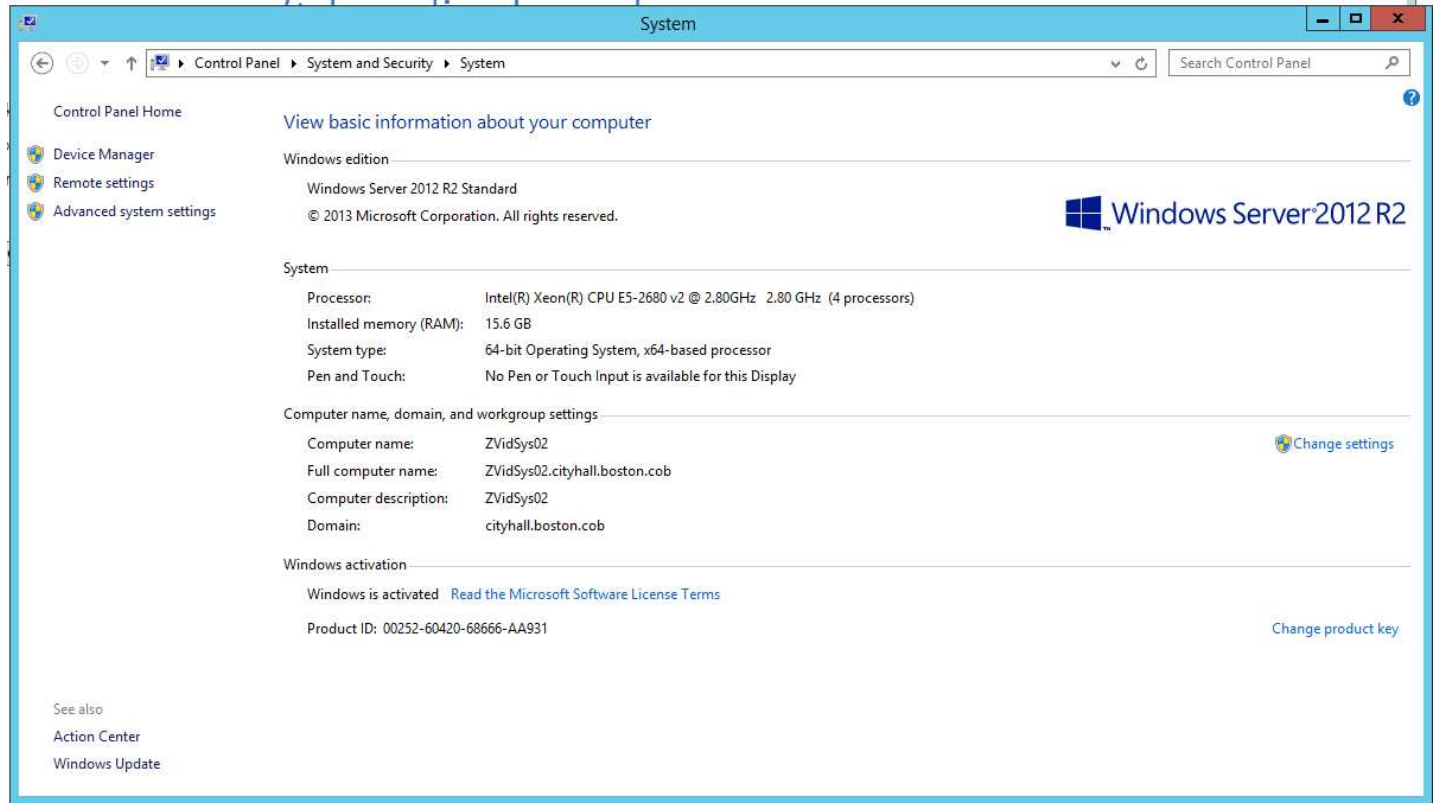 System
Control Panel ▸ System and Security ▸ System
Search Control Panel
Control Panel Home
Device Manager
Remote settings
Advanced system settings
View basic information about your computer
Windows edition
Windows Server 2012 R2 Standard
© 2013 Microsoft Corporation. All rights reserved.
Windows Server 2012 R2
System
Processor: Intel(R) Xeon(R) CPU E5-2680 v2 @ 2.80GHz 2.80 GHz (4 processors)
Installed memory (RAM): 15.6 GB
System type: 64-bit Operating System, x64-based processor
Pen and Touch: No Pen or Touch Input is available for this Display
Computer name, domain, and workgroup settings
Computer name: ZVidSys02
Change settings
Full computer name: ZVidSys02.cityhall.boston.cob
Computer description: ZVidSys02
Domain: cityhall.boston.cob
Windows activation
Windows is activated Read the Microsoft Software License Terms
Product ID: 00252-60420-68666-AA931
Change product key
See also
Action Center
Windows Update